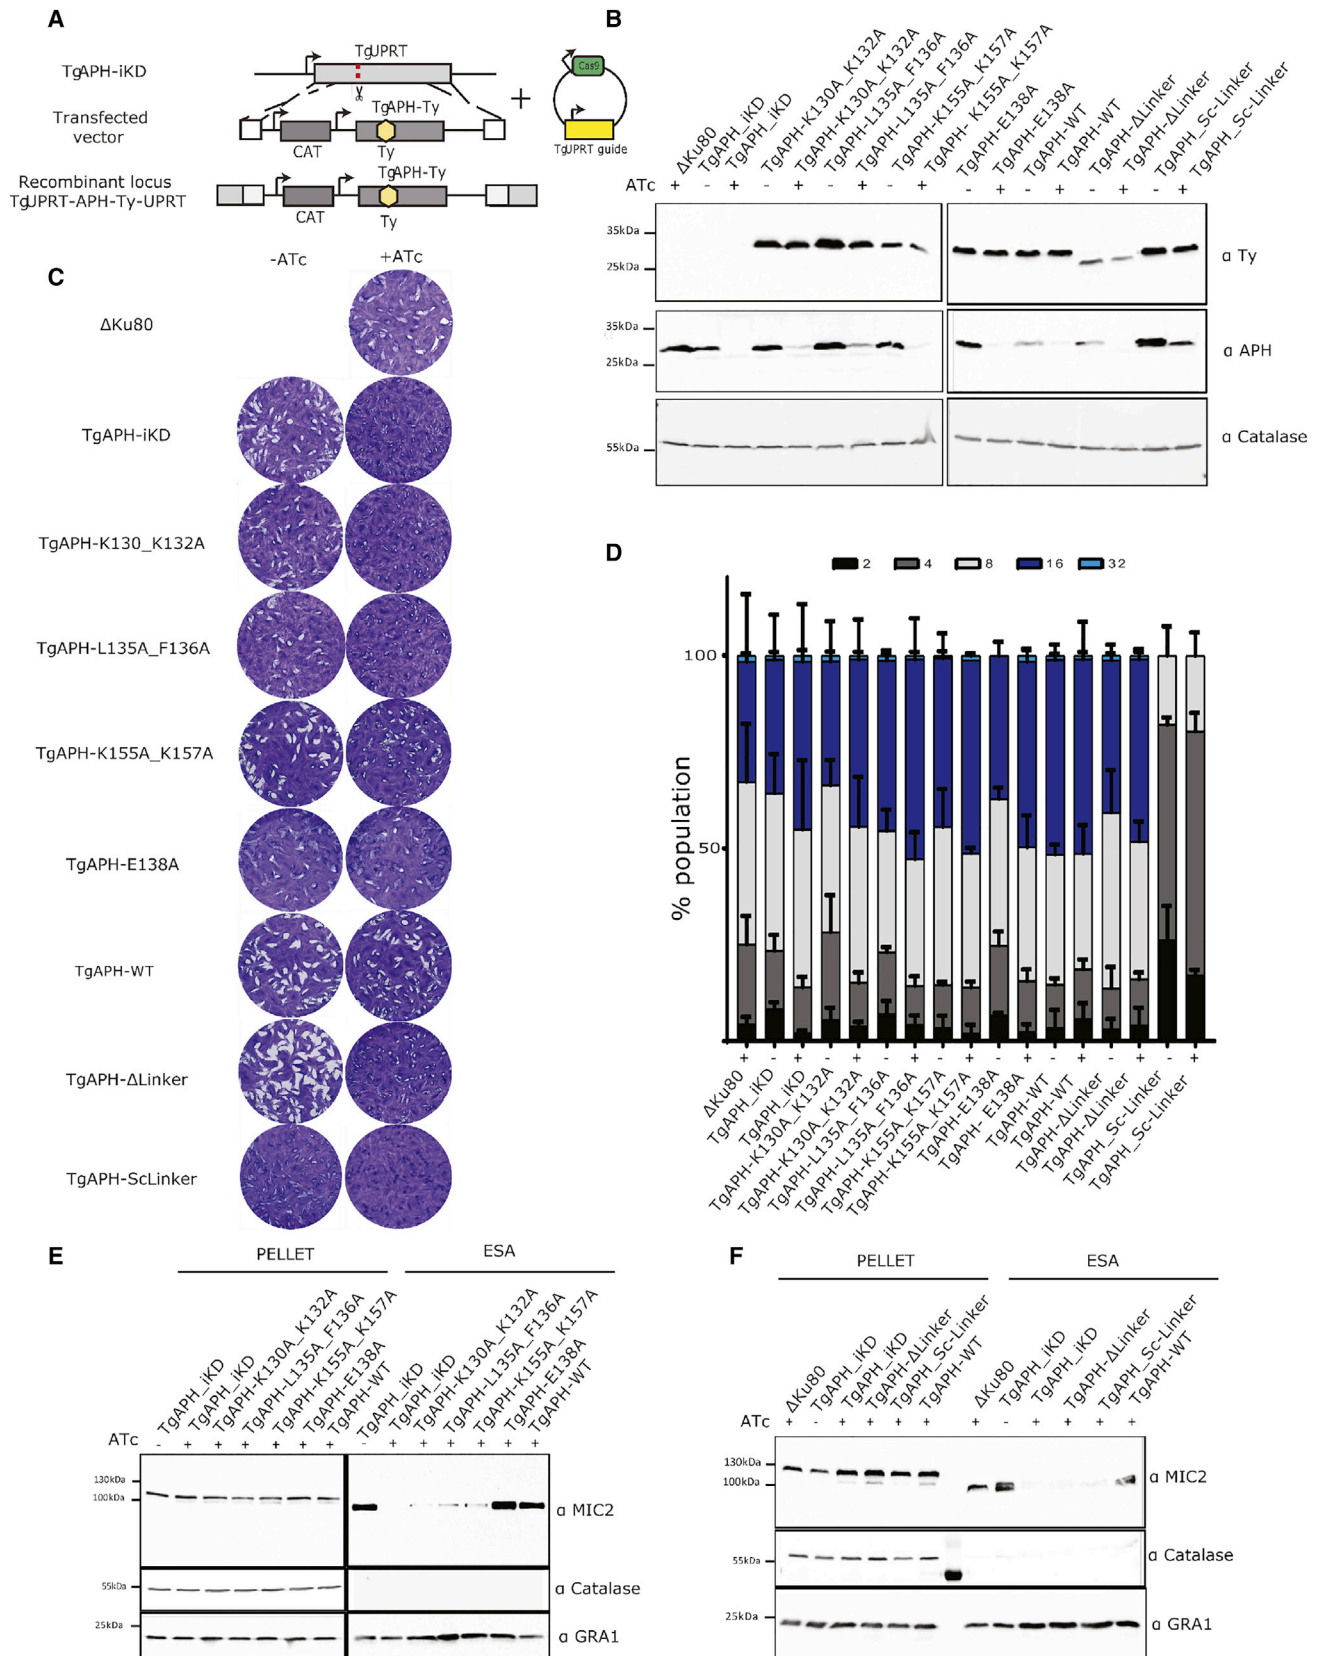 A
TgAPH-iKD
TgUPRT
Transfected
vector
TgAPH-Ty
CAT
Ty
+
Cas9
TgUPRT guide
Recombinant locus
TgUPRT-APH-Ty-UPRT
TgAPH-Ty
CAT
Ty
B
ΔKu80
TgAPH_iKD
TgAPH_iKD
TgAPH-K130A_K132A
TgAPH-K130A_K132A
TgAPH-L135A_F136A
TgAPH-L135A_F136A
TgAPH-K155A_K157A
TgAPH- K155A_K157A
TgAPH-E138A
TgAPH-E138A
TgAPH-WT
TgAPH-WT
TgAPH-ΔLinker
TgAPH-ΔLinker
TgAPH_Sc-Linker
TgAPH_Sc-Linker
ATc + - + - + - + - + - + - + - + - +
35kDa
25kDa
α Ty
35kDa
25kDa
α APH
55kDa
α Catalase
C
-ATc +ATc
ΔKu80
TgAPH-iKD
TgAPH-K130_K132A
TgAPH-L135A_F136A
TgAPH-K155A_K157A
TgAPH-E138A
TgAPH-WT
TgAPH-ΔLinker
TgAPH-ScLinker
D
2 4 8 16 32
% population
100
50
+ - + - + - + - + - + - + - + - +
ΔKu80
TgAPH_iKD
TgAPH_iKD
TgAPH-K130A_K132A
TgAPH-K130A_K132A
TgAPH-L135A_F136A
TgAPH-L135A_F136A
TgAPH-K155A_K157A
TgAPH-K155A_K157A
TgAPH-E138A
TgAPH- E138A
TgAPH-WT
TgAPH-WT
TgAPH-ΔLinker
TgAPH-ΔLinker
TgAPH_Sc-Linker
TgAPH_Sc-Linker
E
PELLET ESA
TgAPH_iKD
TgAPH_iKD
TgAPH-K130A_K132A
TgAPH-L135A_F136A
TgAPH-K155A_K157A
TgAPH-E138A
TgAPH-WT
TgAPH_iKD
TgAPH_iKD
TgAPH-K130A_K132A
TgAPH-L135A_F136A
TgAPH-K155A_K157A
TgAPH-E138A
TgAPH-WT
ATc - + + + + + + - + + + + + +
130kDa
100kDa
α MIC2
55kDa
α Catalase
25kDa
α GRA1
F
PELLET ESA
ΔKu80
TgAPH_iKD
TgAPH_iKD
TgAPH-ΔLinker
TgAPH_Sc-Linker
TgAPH-WT
ΔKu80
TgAPH_iKD
TgAPH_iKD
TgAPH-ΔLinker
TgAPH_Sc-Linker
TgAPH-WT
ATc + - + + + + + - + + + +
130kDa
100kDa
α MIC2
55kDa
α Catalase
25kDa
α GRA1